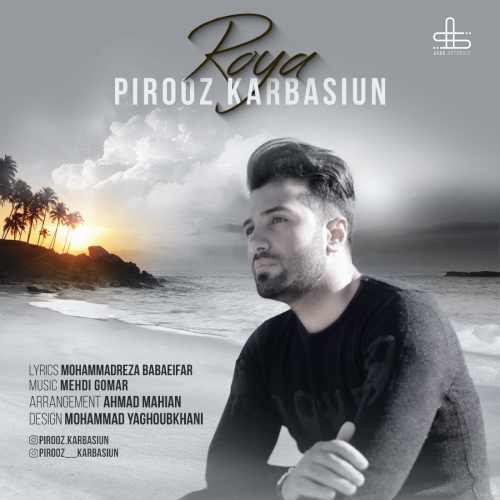 Roya
PIROOZ KARBASIUN
LYRICS MOHAMMADREZA BABAEIFAR
MUSIC MEHDI GOMAR
ARRANGEMENT AHMAD MAHIAN
DESIGN MOHAMMAD YAGHOUBKHANI
PIROOZ.KARBASIUN
PIROOZ__KARBASIUN